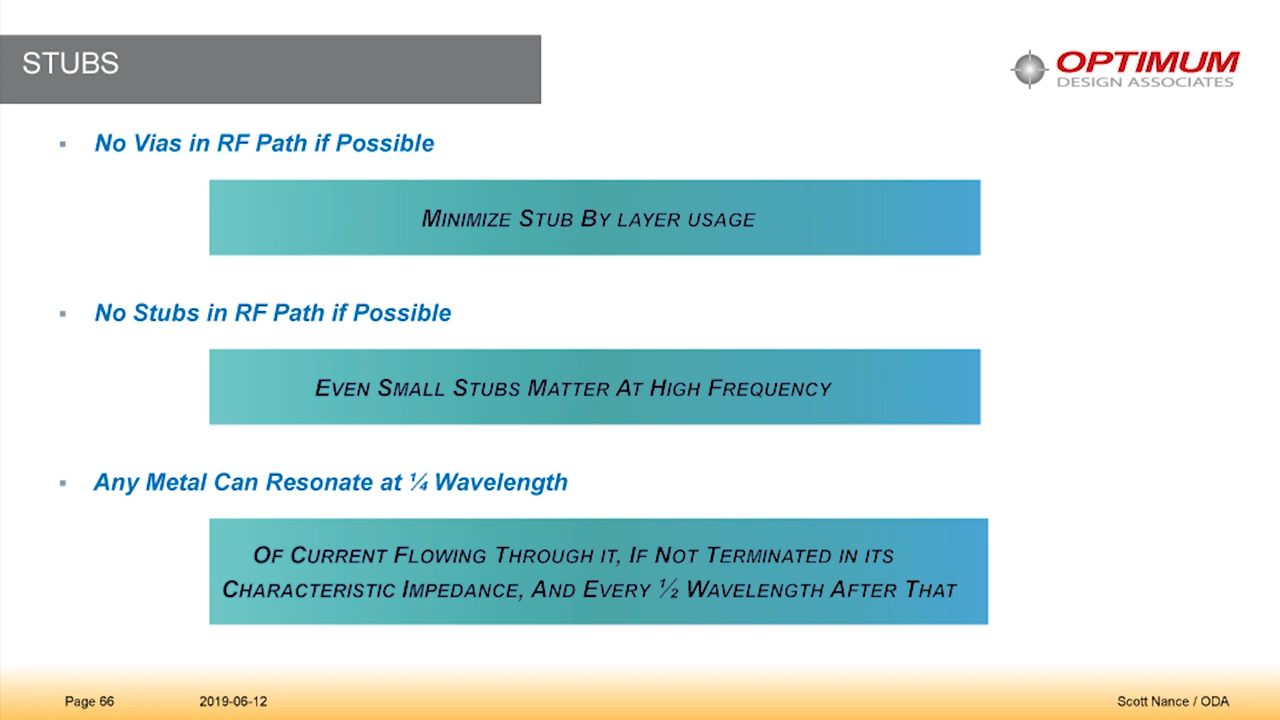 STUBS
OPTIMUM
DESIGN ASSOCIATES
▪ No Vias in RF Path if Possible
MINIMIZE STUB BY LAYER USAGE
▪ No Stubs in RF Path if Possible
EVEN SMALL STUBS MATTER AT HIGH FREQUENCY
▪ Any Metal Can Resonate at ¼ Wavelength
OF CURRENT FLOWING THROUGH IT, IF NOT TERMINATED IN ITS
CHARACTERISTIC IMPEDANCE, AND EVERY ½ WAVELENGTH AFTER THAT
Page 66 2019-06-12 Scott Nance / ODA